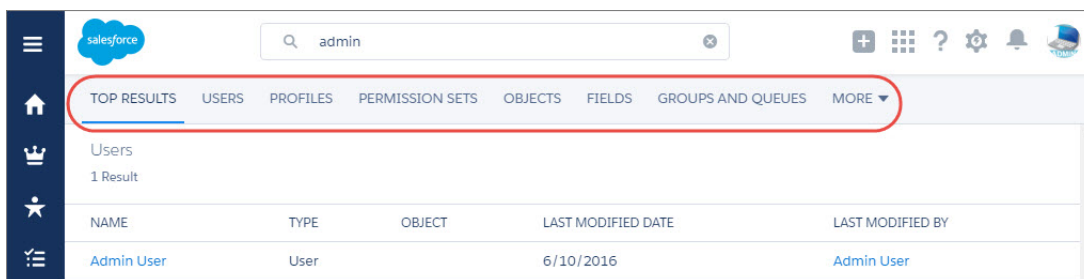 salesforce
admin
TOP RESULTS USERS PROFILES PERMISSION SETS OBJECTS FIELDS GROUPS AND QUEUES MORE
Users
1 Result
NAME TYPE OBJECT LAST MODIFIED DATE LAST MODIFIED BY
Admin User User 6/10/2016 Admin User